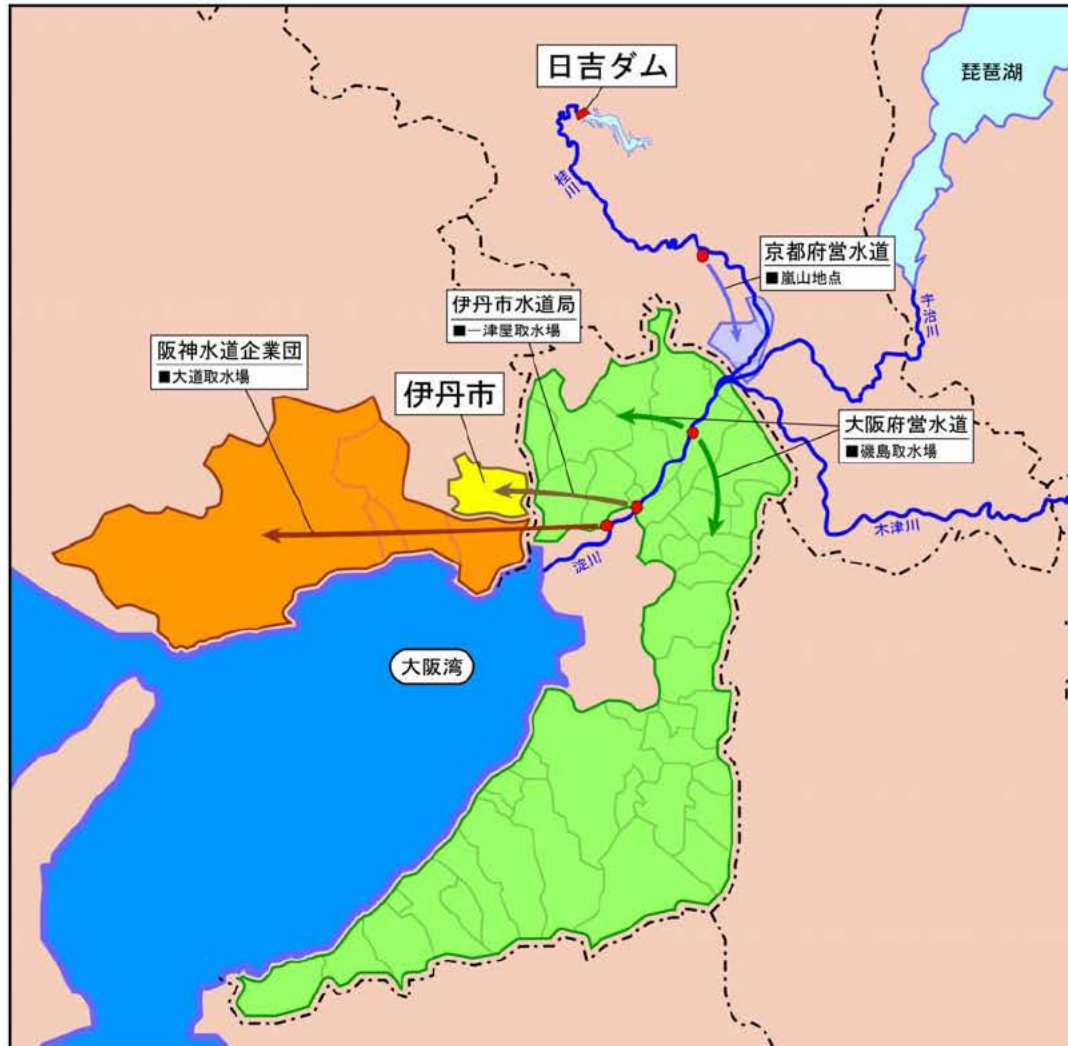 日吉ダム
琵琶湖
桂川
京都府営水道
■嵐山地点
宇治川
伊丹市水道局
■一津屋取水場
阪神水道企業団
■大道取水場
伊丹市
大阪府営水道
■磯島取水場
木津川
淀川
大阪湾